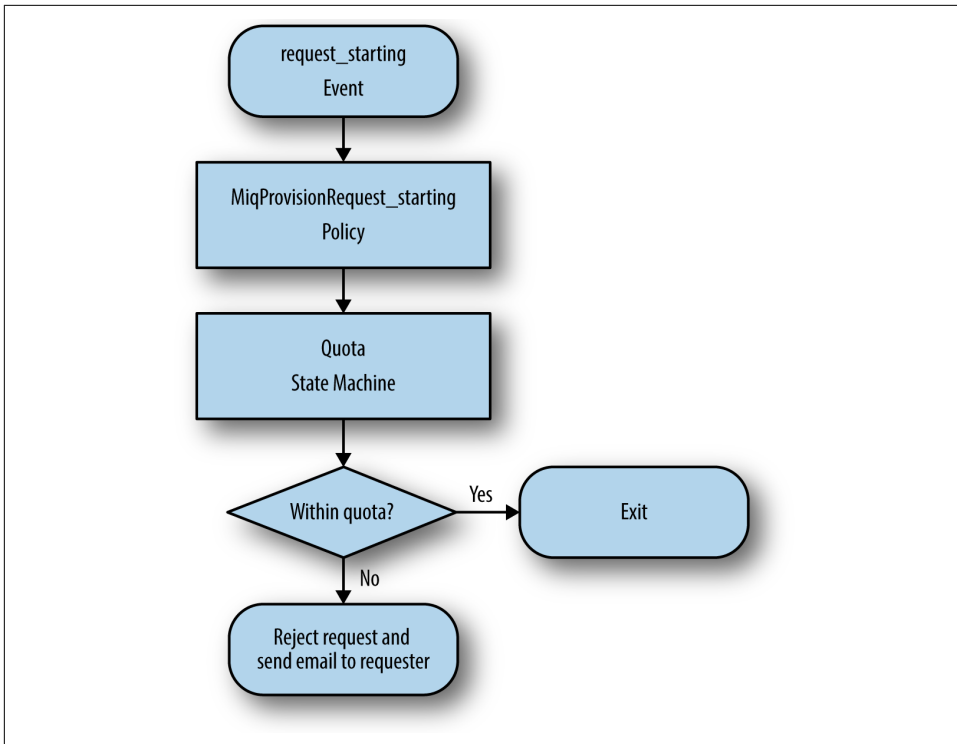 request_starting
Event
MiqProvisionRequest_starting
Policy
Quota
State Machine
Within quota?
Yes
Exit
No
Reject request and
send email to requester